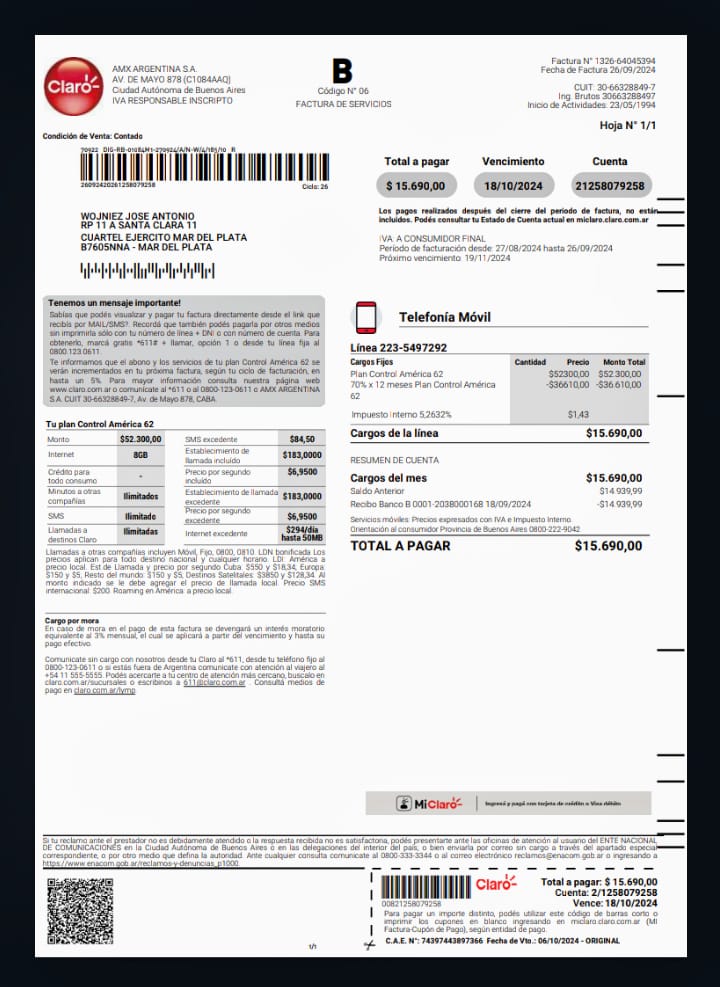 Claro
AMX ARGENTINA S.A.
AV. DE MAYO 878 (C1084AAQ)
Ciudad Autónoma de Buenos Aires
IVA RESPONSABLE INSCRIPTO
B
Código N° 06
FACTURA DE SERVICIOS
Factura N° 1326-64045394
Fecha de Factura 26/09/2024
CUIT: 30-66328849-7
Ing. Brutos 30663288497
Inicio de Actividades: 23/05/1994
Hoja N° 1/1
Condición de Venta: Contado
70922 DIG-RB-01084M1-270924/A/N-W/4/185/10 R
2609242026125807925​8
Ciclo: 26
Total a pagar
Vencimiento
Cuenta
$ 15.690,00
18/10/2024
21258079258
Los pagos realizados después del cierre del periodo de factura, no están
incluidos. Podés consultar tu Estado de Cuenta actual en miclaro.claro.com.ar
WOJNIEZ JOSE ANTONIO
RP 11 A SANTA CLARA 11
CUARTEL EJERCITO MAR DEL PLATA
B7605NNA - MAR DEL PLATA
IVA: A CONSUMIDOR FINAL
Período de facturación desde: 27/08/2024 hasta 26/09/2024
Próximo vencimiento: 19/11/2024
Tenemos un mensaje importante!
Sabías que podés visualizar y pagar tu factura directamente desde el link que
recibís por MAIL/SMS?. Recordá que también podés pagarla por otros medios
sin imprimirla sólo con tu número de línea + DNI o con número de cuenta. Para
obtenerlo, marcá gratis *611# + llamar, opción 1 o desde tu línea fija al
0800.123.0611.
Te informamos que el abono y los servicios de tu plan Control América 62 se
verán incrementados en tu próxima factura, según tu ciclo de facturación, en
hasta un 5%. Para mayor información consulta nuestra página web
www.claro.com.ar o comunicate al *611 o al 0800-123-0611 o AMX ARGENTINA
S.A. CUIT 30-66328849-7, Av. de Mayo 878, CABA.
Telefonía Móvil
Línea 223-5497292
Cargos Fijos Cantidad Precio Monto Total
Plan Control América 62 $52300,00 $52.300,00
70% x 12 meses Plan Control América -$36610,00 -$36.610,00
62
Impuesto Interno 5,2632% $1,43
Cargos de la línea $15.690,00
RESUMEN DE CUENTA
Cargos del mes $15.690,00
Saldo Anterior $14.939,99
Recibo Banco B 0001-203B000168 18/09/2024 -$14.939,99
Servicios móviles: Precios expresados con IVA e Impuesto Interno
Orientación al consumidor Provincia de Buenos Aires 0800-222-9042
TOTAL A PAGAR $15.690,00
Tu plan Control América 62
Monto $52.300,00 SMS excedente $84,50
Internet 8GB Establecimiento de llamada incluído $183,0000
Crédito para todo consumo - Precio por segundo incluído $6,9500
Minutos a otras compañías Ilimitados Establecimiento de llamada excedente $183,0000
SMS Ilimitado Precio por segundo excedente $6,9500
Llamadas a destinos Claro Ilimitadas Internet excedente $294/día hasta 50MB
Llamadas a otras compañías incluyen Móvil, Fijo, 0800, 0810. LDN bonificada Los
precios aplican para todo destino nacional y cualquier horario. LDI: América a
precio local. Est de Llamada y precio por segundo Cuba: $550 y $18,34, Europa:
$150 y $5, Resto del mundo: $150 y $5, Destinos Satelitales: $3850 y $128,34. Al
monto indicado se le debe agregar el precio de llamada local. Precio SMS
internacional: $200. Roaming en América: a precio local.
Cargo por mora
En caso de mora en el pago de esta factura se devengará un interés moratorio
equivalente al 3% mensual, el cual se aplicará a partir del vencimiento y hasta su
pago efectivo.
Comunicate sin cargo con nosotros desde tu Claro al *611, desde tu teléfono fijo al
0800-123-0611 o si estás fuera de Argentina comunicate con atención al viajero al
+54 11 555-5555. Podés acercarte a tu centro de atención más cercano, buscalo en
claro.com.ar/sucursales o escribinos a 611@claro.com.ar . Consultá medios de
pago en claro.com.ar/lymp
MiClaro
Ingresá y pagá con tarjeta de crédito o Visa débito
Si tu reclamo ante el prestador no es debidamente atendido o la respuesta recibida no es satisfactoria, podés presentarte ante las oficinas de atención al usuario del ENTE NACIONAL
DE COMUNICACIONES en la Ciudad Autónoma de Buenos Aires o en las delegaciones del interior del país, o bien enviarla por correo sin cargo a través del apartado especial
correspondiente, o por otro medio que defina la autoridad. Ante cualquier consulta comunicate al 0800-333-3344 o al correo electrónico reclamos@enacom.gob.ar o ingresando a
https://www.enacom.gob.ar/reclamos-y-denuncias_p1000.
Claro
00821258079258
Total a pagar: $ 15.690,00
Cuenta: 2/1258079258
Vence: 18/10/2024
Para pagar un importe distinto, podés utilizar este código de barras corto o
imprimir los cupones en blanco ingresando en miclaro.com.ar (Mi
Factura-Cupón de Pago), según entidad de pago.
1/1
C.A.E. N°: 74397443897366 Fecha de Vto.: 06/10/2024 - ORIGINAL